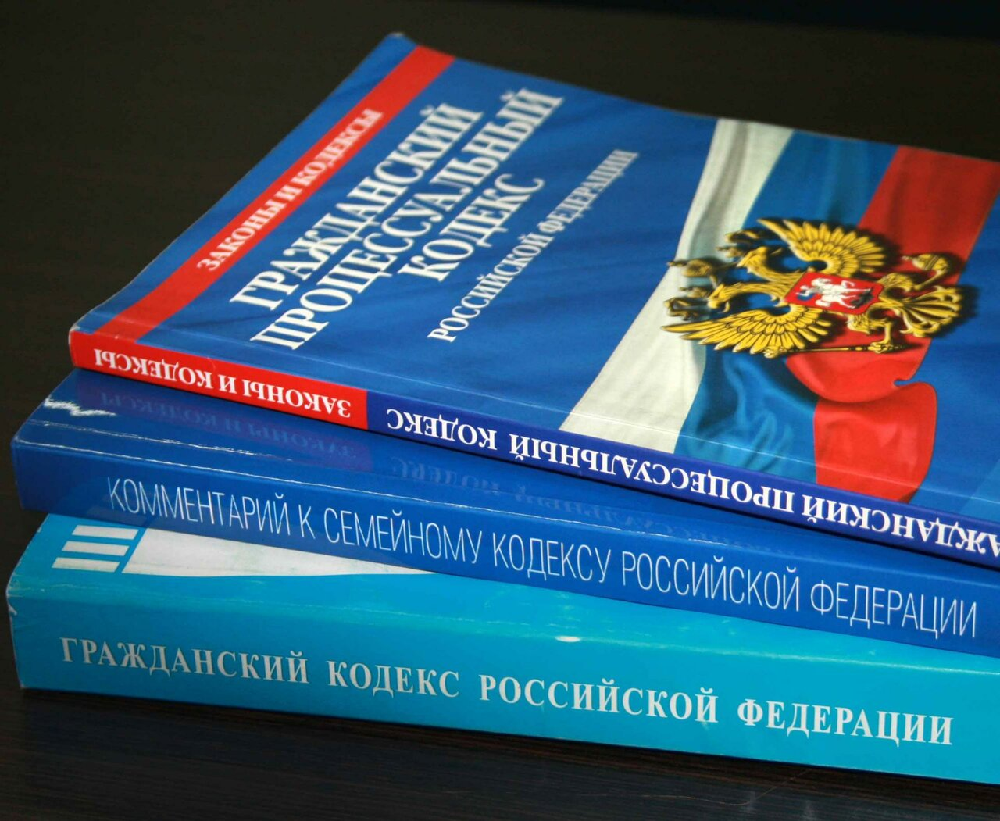 ЗАКОНЫ И КОДЕКСЫ
ГРАЖДАНСКИЙ
ПРОЦЕССУАЛЬНЫЙ
КОДЕКС
РОССИЙСКОЙ ФЕДЕРАЦИИ
ЗАКОНЫ И КОДЕКСЫ
АЖДАНСКИЙ ПРОЦЕССУАЛЬНЫЙ КОДЕКС
КОММЕНТАРИЙ К СЕМЕЙНОМУ КОДЕКСУ РОССИЙСКОЙ ФЕДЕРАЦИИ
ГРАЖДАНСКИЙ КОДЕКС РОССИЙСКОЙ ФЕДЕРАЦИИ